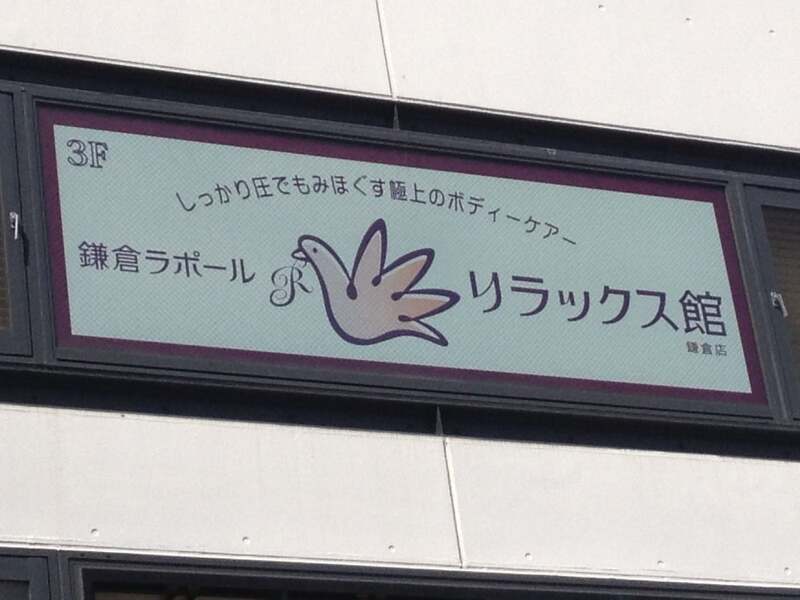 3F
しっかり圧でもみほぐす極上のボディーケアー
鎌倉ラポール
R
リラックス館
鎌倉店